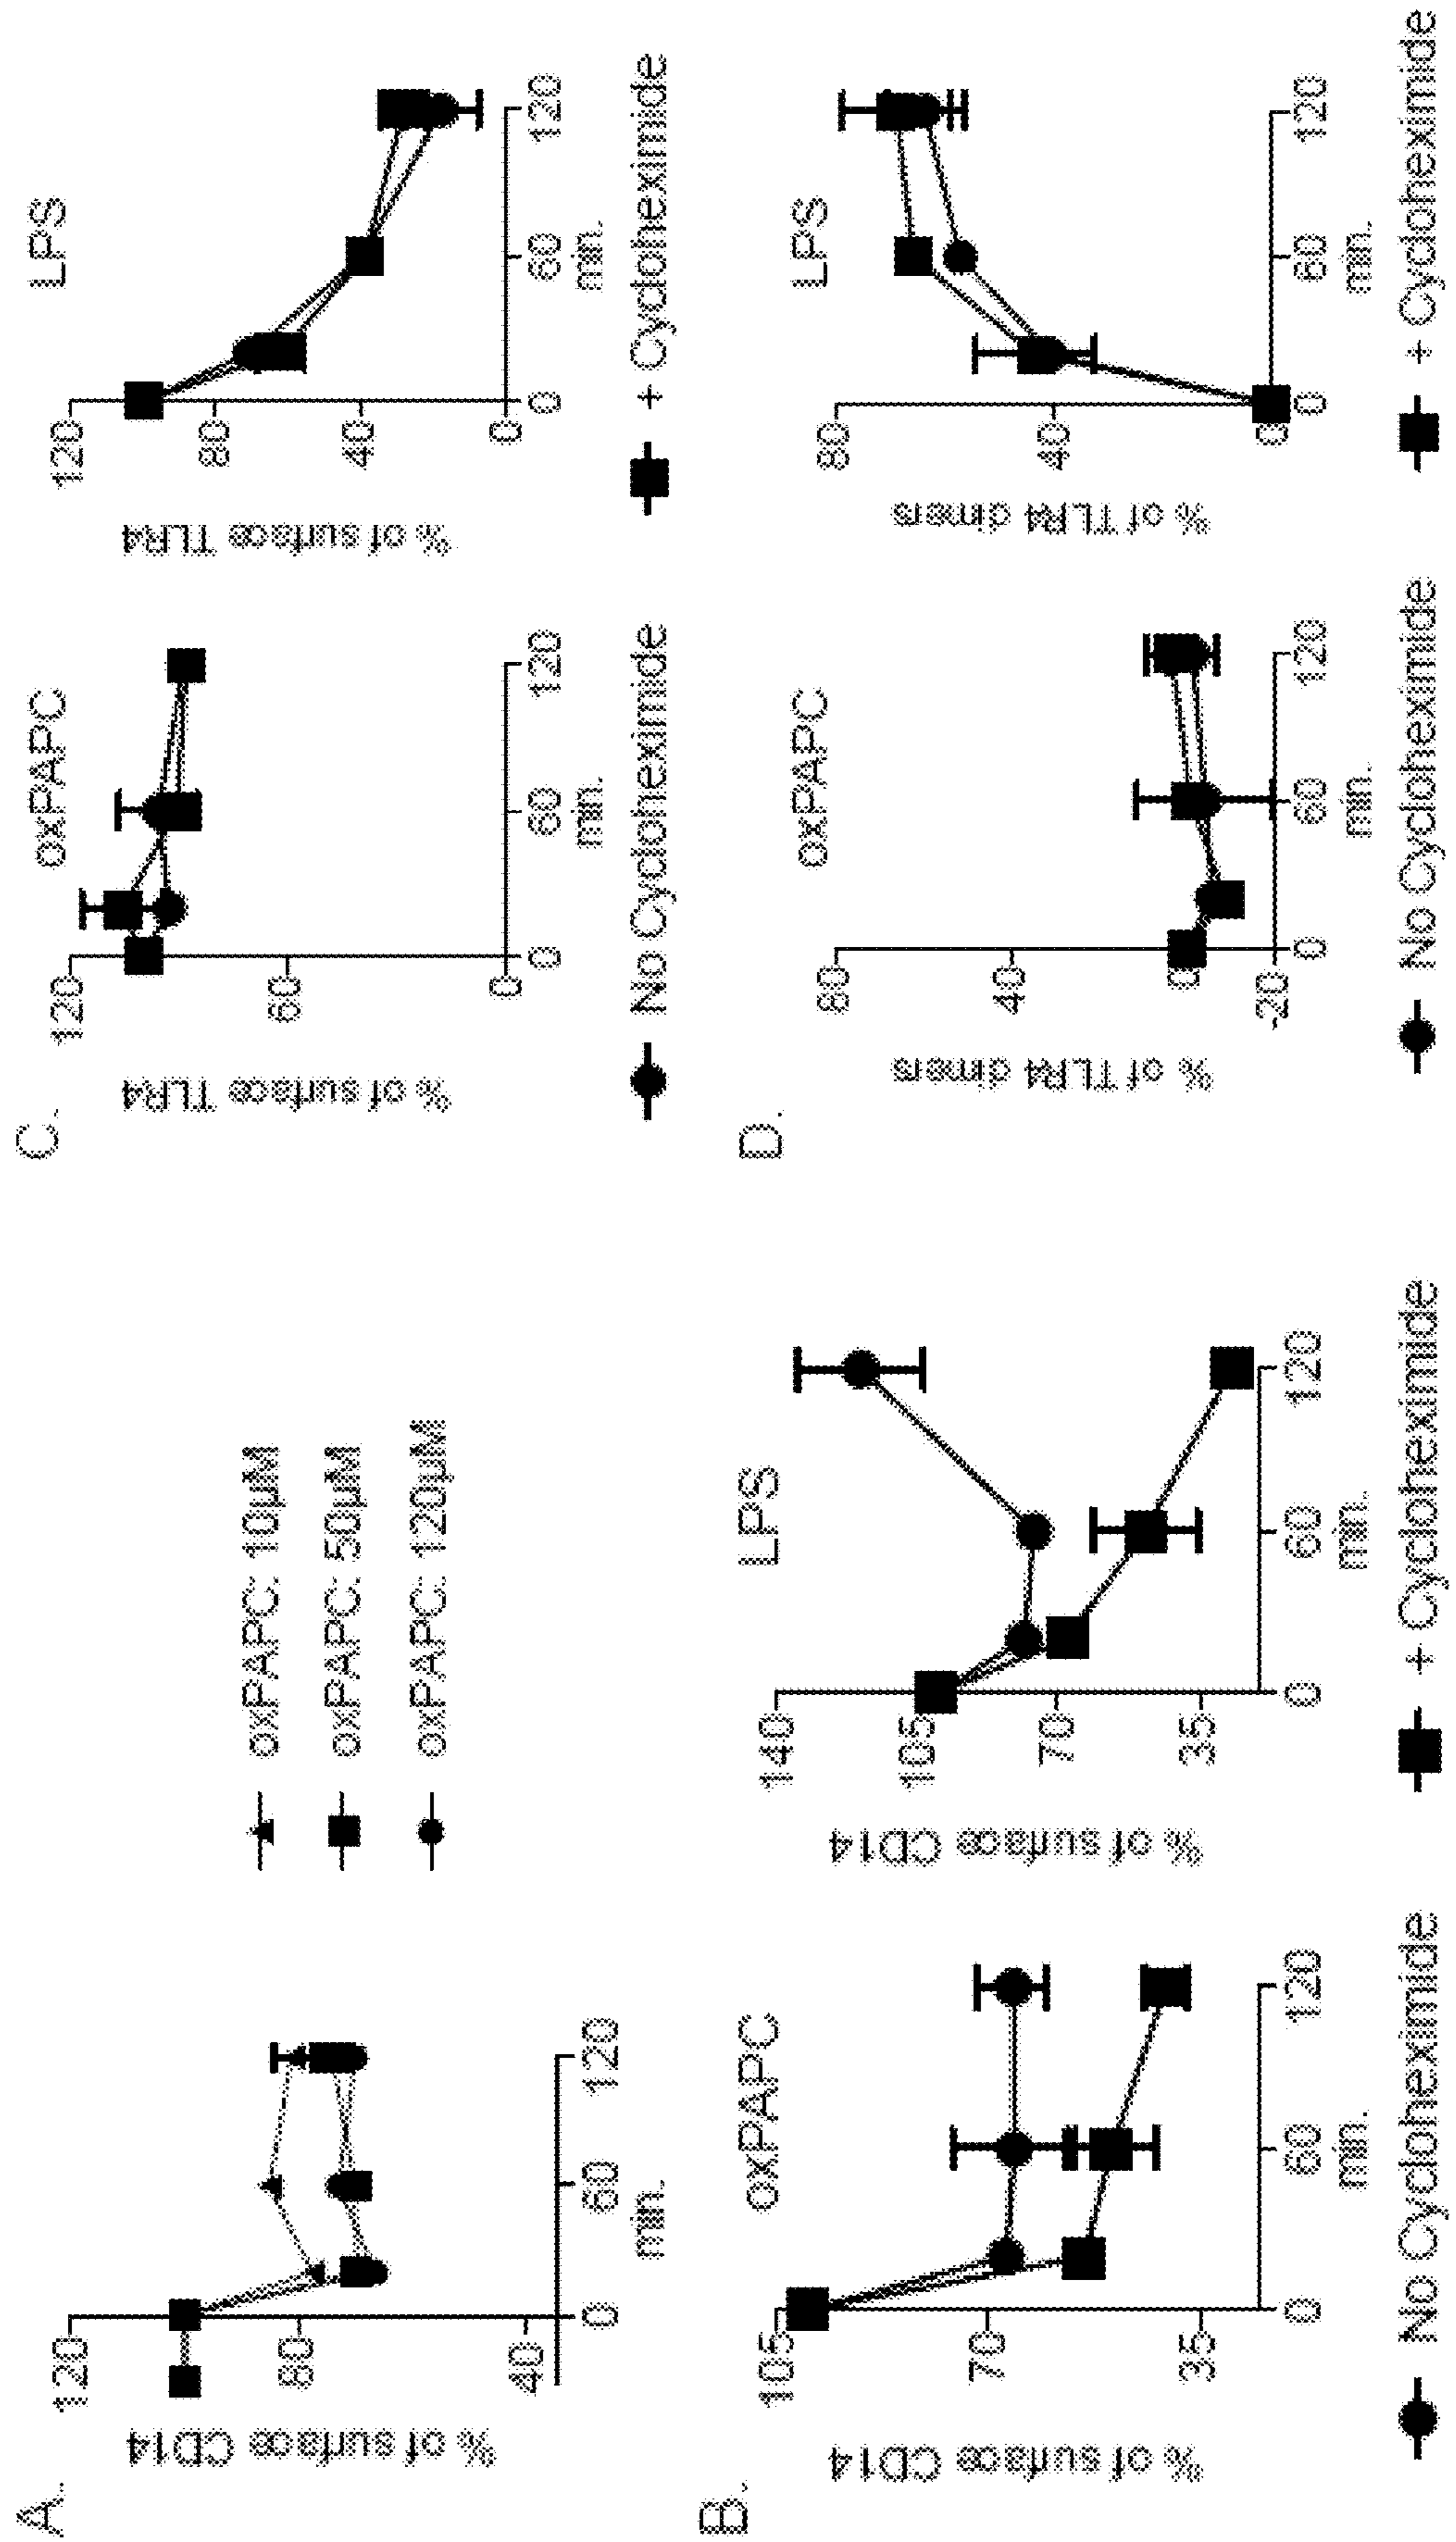 A.
% of surface CD14
120
80
40
0
60
120
min.
oxPAPC: 10µM
oxPAPC: 50µM
oxPAPC: 120µM
B.
oxPAPC
% of surface CD14
105
70
35
0
60
120
min.
LPS
% of surface CD14
140
105
70
35
0
60
120
min.
No Cycloheximide
+ Cycloheximide
C.
oxPAPC
% of surface TLR4
120
60
0
0
60
120
min.
LPS
% of surface TLR4
120
80
40
0
0
60
120
min.
No Cycloheximide
+ Cycloheximide
D.
oxPAPC
% of TLR4 dimers
80
40
0
-20
0
60
120
min.
LPS
% of TLR4 dimers
80
40
0
0
60
120
min.
No Cycloheximide
+ Cycloheximide